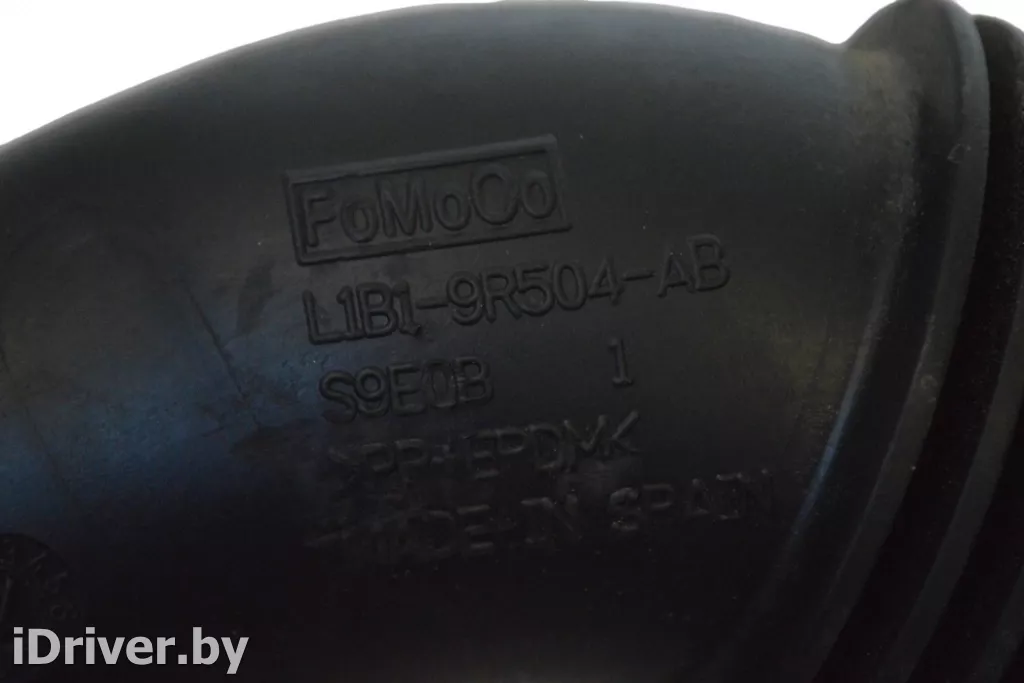 FoMoCo
L1B1-9R504-AB
S9E0B 1
>PP+EPDM<
MADE IN SPAIN
iDriver.by